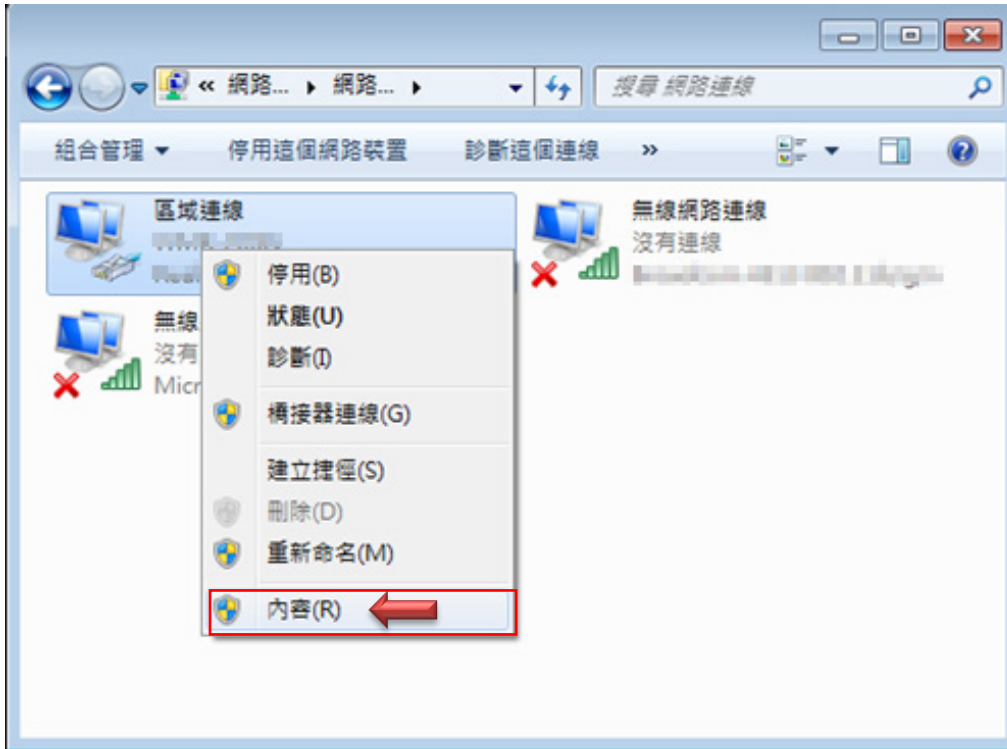 « 網路... ▸ 網路... ▸
搜尋 網路連線
組合管理 停用這個網路裝置 診斷這個連線 »
區域連線
無線網路連線
沒有連線
無線
沒有
Micr
停用(B)
狀態(U)
診斷(I)
橋接器連線(G)
建立捷徑(S)
刪除(D)
重新命名(M)
內容(R)